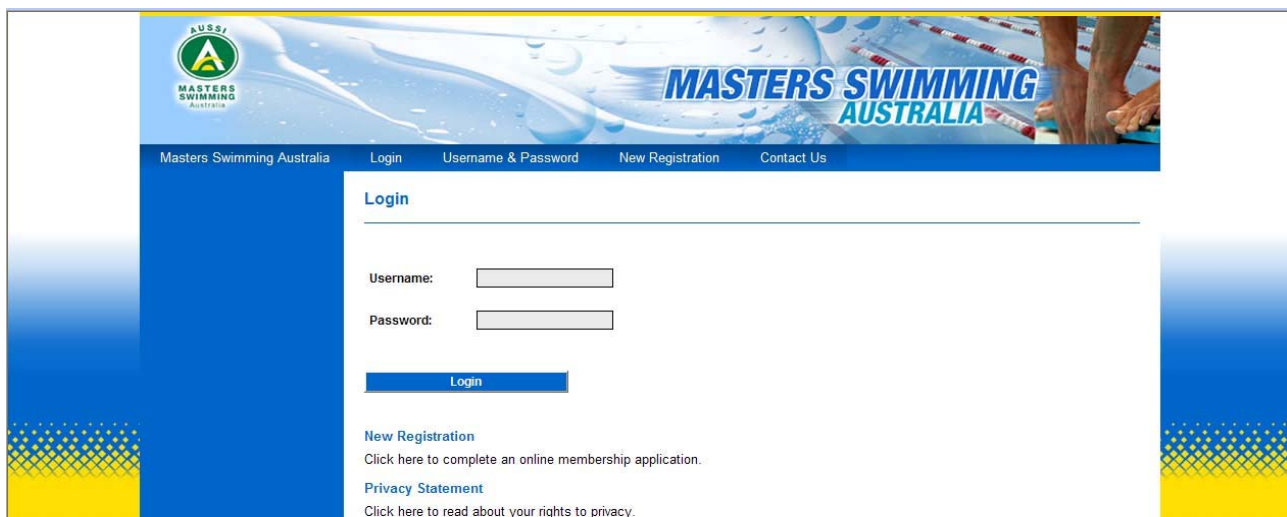 AUSSI
A
MASTERS
SWIMMING
Australia
MASTERS SWIMMING
AUSTRALIA
Masters Swimming Australia Login Username & Password New Registration Contact Us
Login
Username:
Password:
Login
New Registration
Click here to complete an online membership application.
Privacy Statement
Click here to read about your rights to privacy.